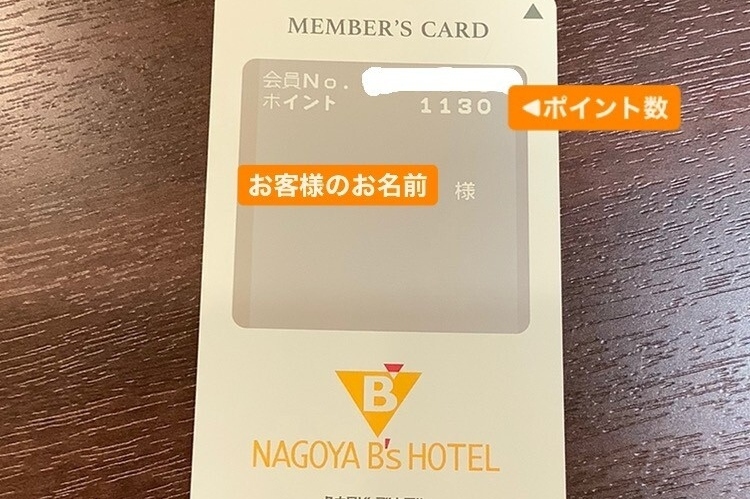 MEMBER'S CARD
会員No.
ポイント 1130
◀ポイント数
お客様のお名前 様
B
NAGOYA B's HOTEL